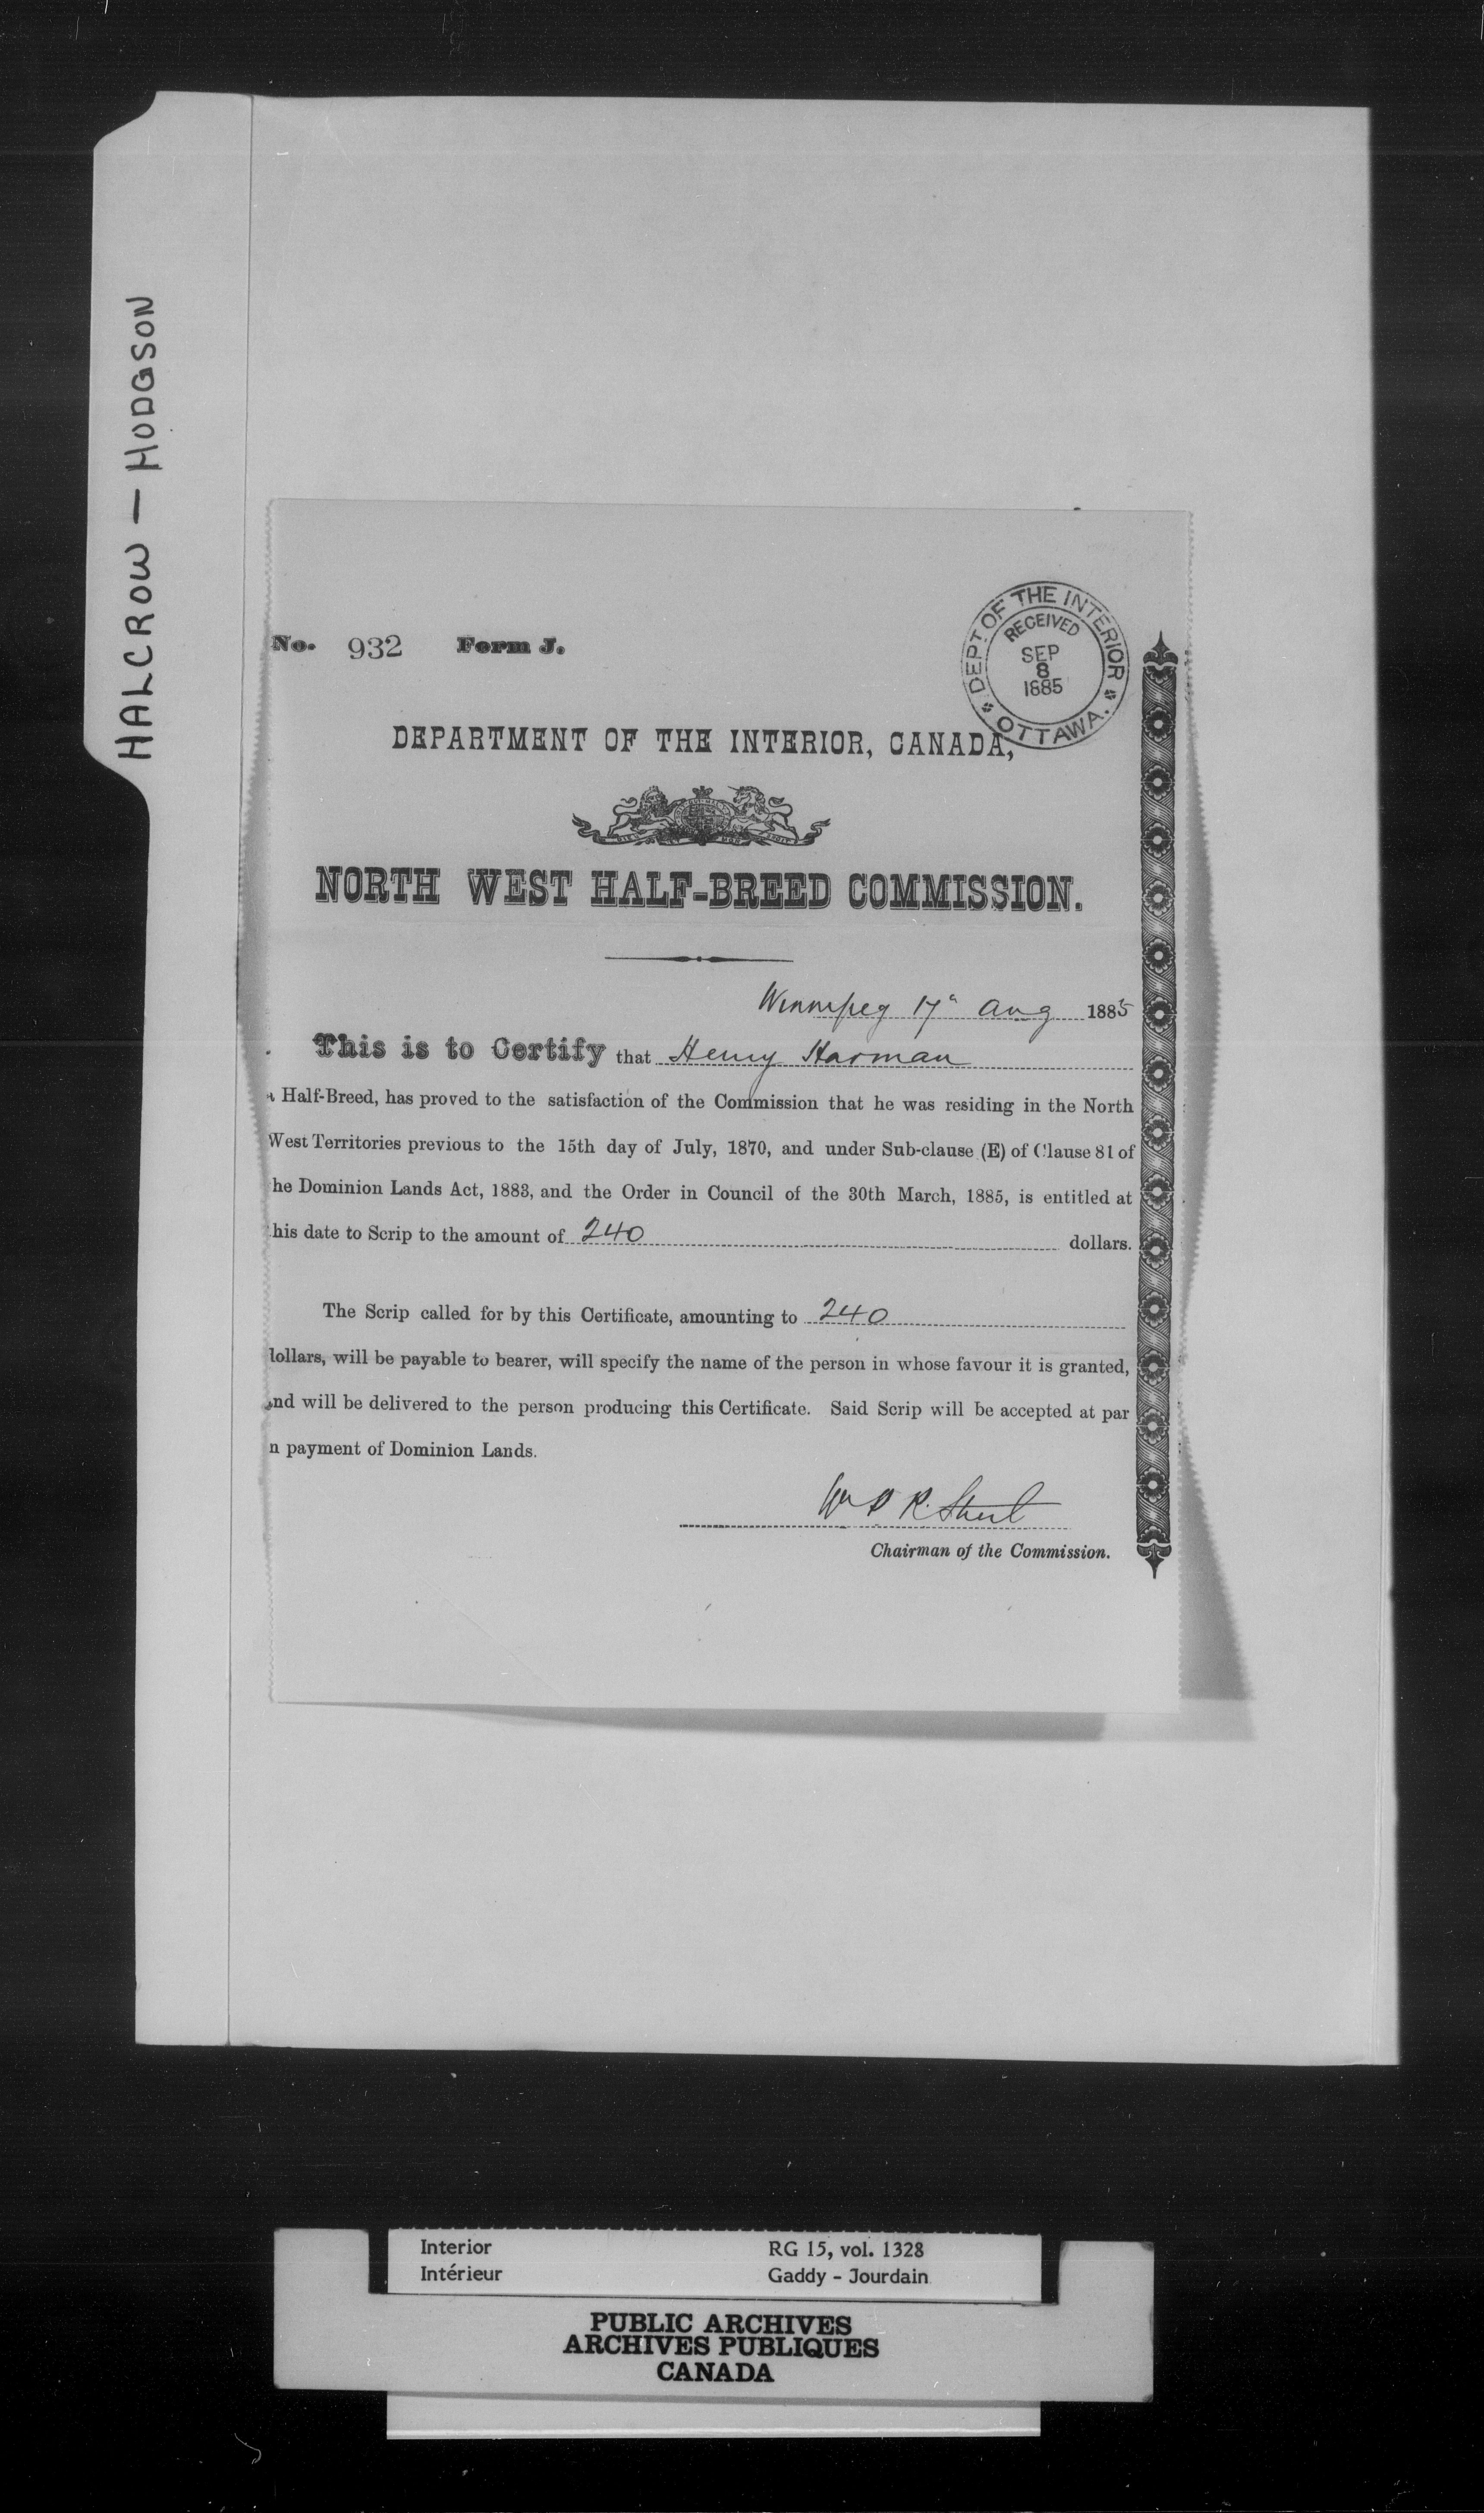 HALCROW — HODGSON
No. 932 Form J.
DEPT. OF THE INTERIOR
RECEIVED
SEP
8
1885
OTTAWA.
DEPARTMENT OF THE INTERIOR, CANADA,
NORTH WEST HALF-BREED COMMISSION.
Winnipeg 17" Aug 1885
This is to Certify that Henry Harman
a Half-Breed, has proved to the satisfaction of the Commission that he was residing in the North
West Territories previous to the 15th day of July, 1870, and under Sub-clause (E) of Clause 81 of
he Dominion Lands Act, 1883, and the Order in Council of the 30th March, 1885, is entitled at
his date to Scrip to the amount of 240 dollars.
The Scrip called for by this Certificate, amounting to 240
dollars, will be payable to bearer, will specify the name of the person in whose favour it is granted,
and will be delivered to the person producing this Certificate. Said Scrip will be accepted at par
n payment of Dominion Lands.
Wm P. R. Street
Chairman of the Commission.
Interior RG 15, vol. 1328
Intérieur Gaddy - Jourdain
PUBLIC ARCHIVES
ARCHIVES PUBLIQUES
CANADA